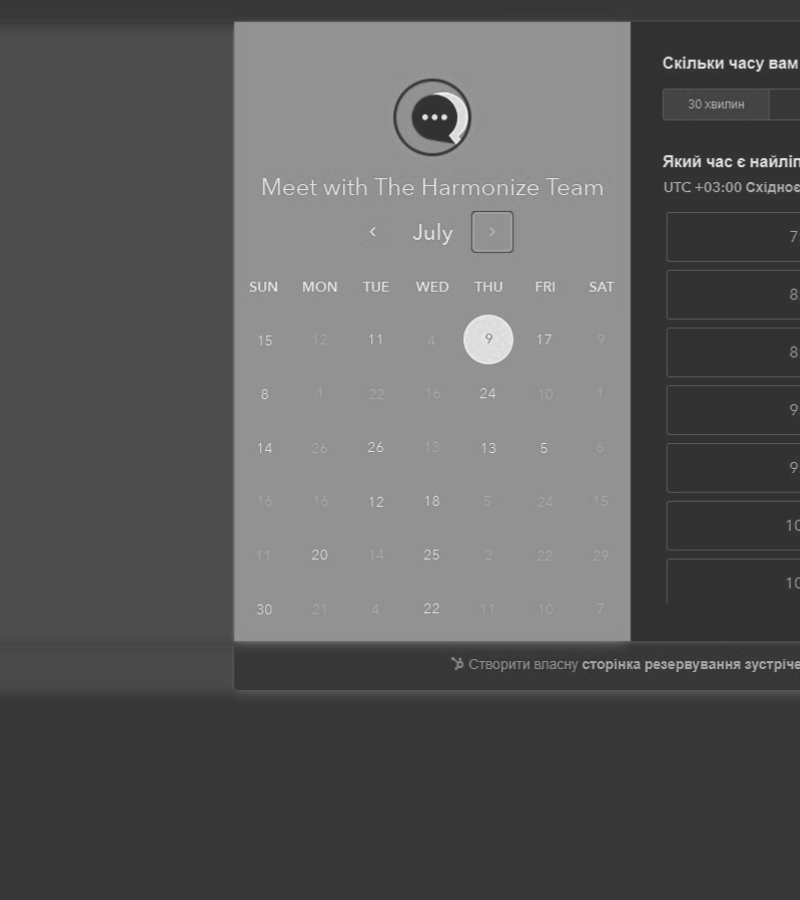 Meet with The Harmonize Team
July
SUN MON TUE WED THU FRI SAT
15 12 11 4 9 17 9
8 1 22 16 24 10 1
14 26 26 13 13 5 6
16 16 12 18 5 24 15
11 20 14 25 2 22 29
30 21 4 22 11 10 7
Скільки часу вам
30 хвилин
Який час є найліп
UTC +03:00 Східноє
7
8
8
9
9
10
10
Створити власну сторінка резервування зустріче